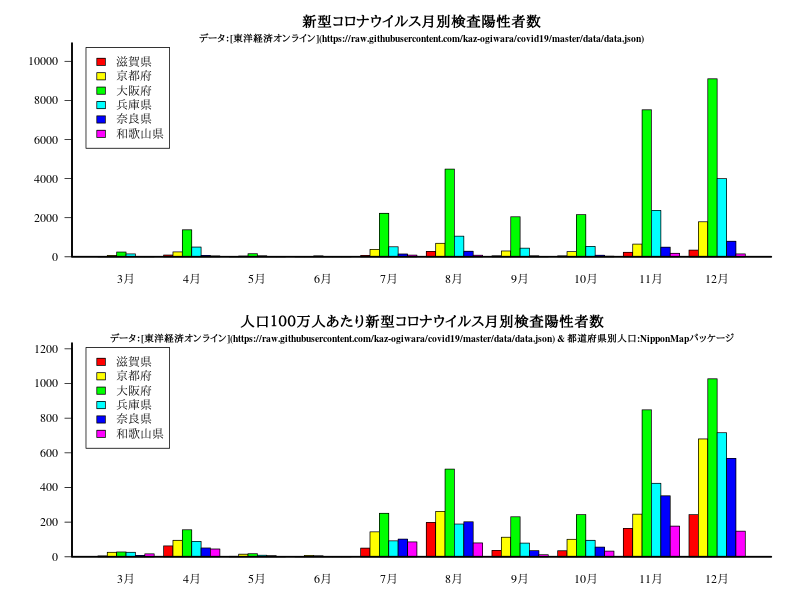 新型コロナウイルス月別検査陽性者数
データ:[東洋経済オンライン](https://raw.githubusercontent.com/kaz-ogiwara/covid19/master/data/data.json)
10000
8000
6000
4000
2000
0
滋賀県
京都府
大阪府
兵庫県
奈良県
和歌山県
3月 4月 5月 6月 7月 8月 9月 10月 11月 12月
人口100万人あたり新型コロナウイルス月別検査陽性者数
データ:[東洋経済オンライン](https://raw.githubusercontent.com/kaz-ogiwara/covid19/master/data/data.json) & 都道府県別人口:NipponMapパッケージ
1200
1000
800
600
400
200
0
滋賀県
京都府
大阪府
兵庫県
奈良県
和歌山県
3月 4月 5月 6月 7月 8月 9月 10月 11月 12月